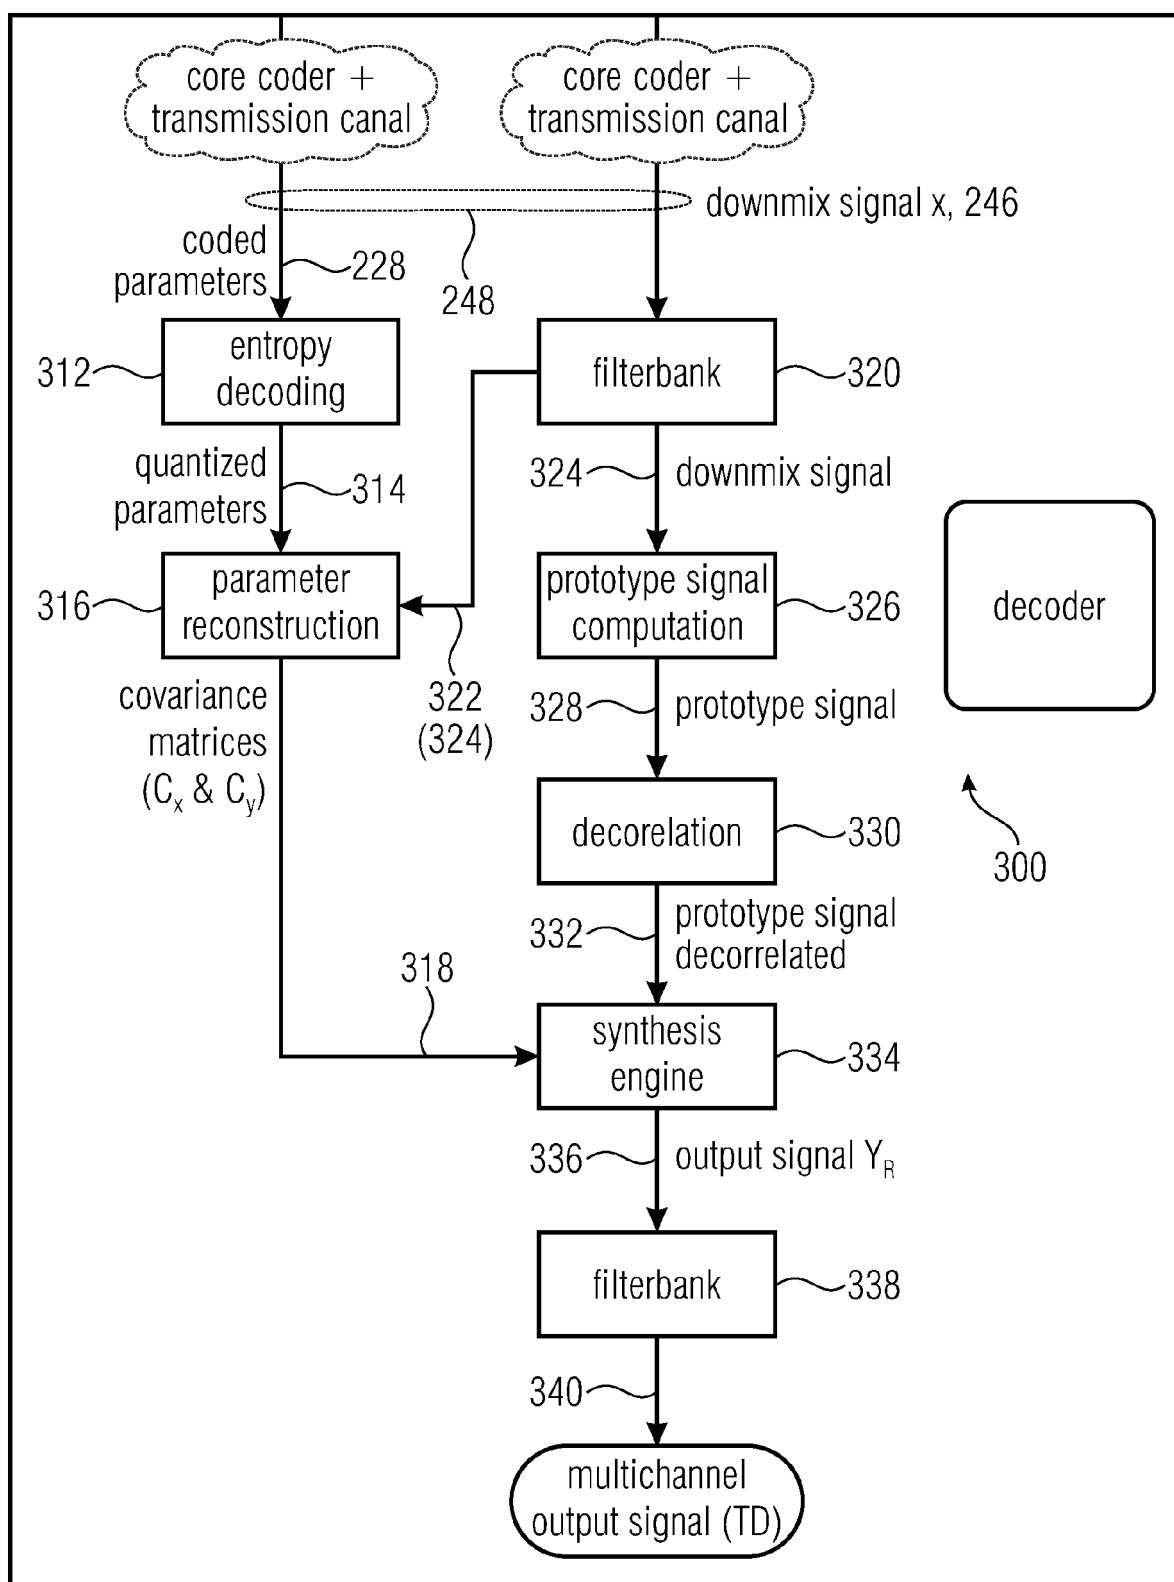 core coder +
transmission canal
core coder +
transmission canal
downmix signal x, 246
coded
parameters
228
248
312
entropy
decoding
filterbank
320
quantized
parameters
314
324
downmix signal
316
parameter
reconstruction
322
(324)
prototype signal
computation
326
decoder
covariance
matrices
(Cx & Cy)
328
prototype signal
decorelation
330
300
332
prototype signal
decorrelated
318
synthesis
engine
334
336
output signal YR
filterbank
338
340
multichannel
output signal (TD)